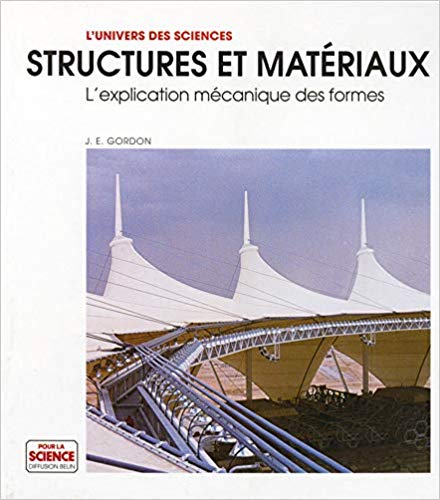 L'UNIVERS DES SCIENCES
STRUCTURES ET MATÉRIAUX
L'explication mécanique des formes
J. E. GORDON
POUR LA
SCIENCE
DIFFUSION BELIN